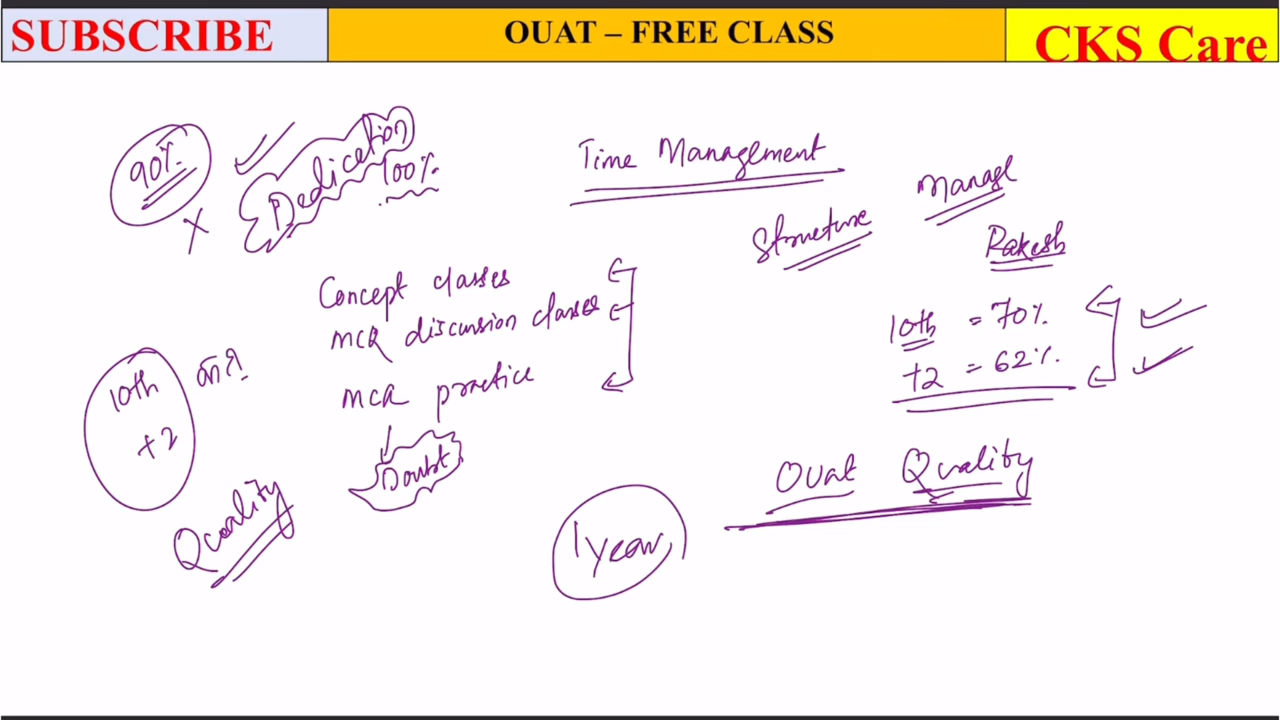 SUBSCRIBE
OUAT – FREE CLASS
CKS Care
90%
Dedication
100%
Time Management
Structure
Manage
Rakesh
Concept classes
MCQ discussion classes
MCQ practice
Doubt
10th
+2
Quality
10th = 70%
+2 = 62%
OUAT Quality
1 year,